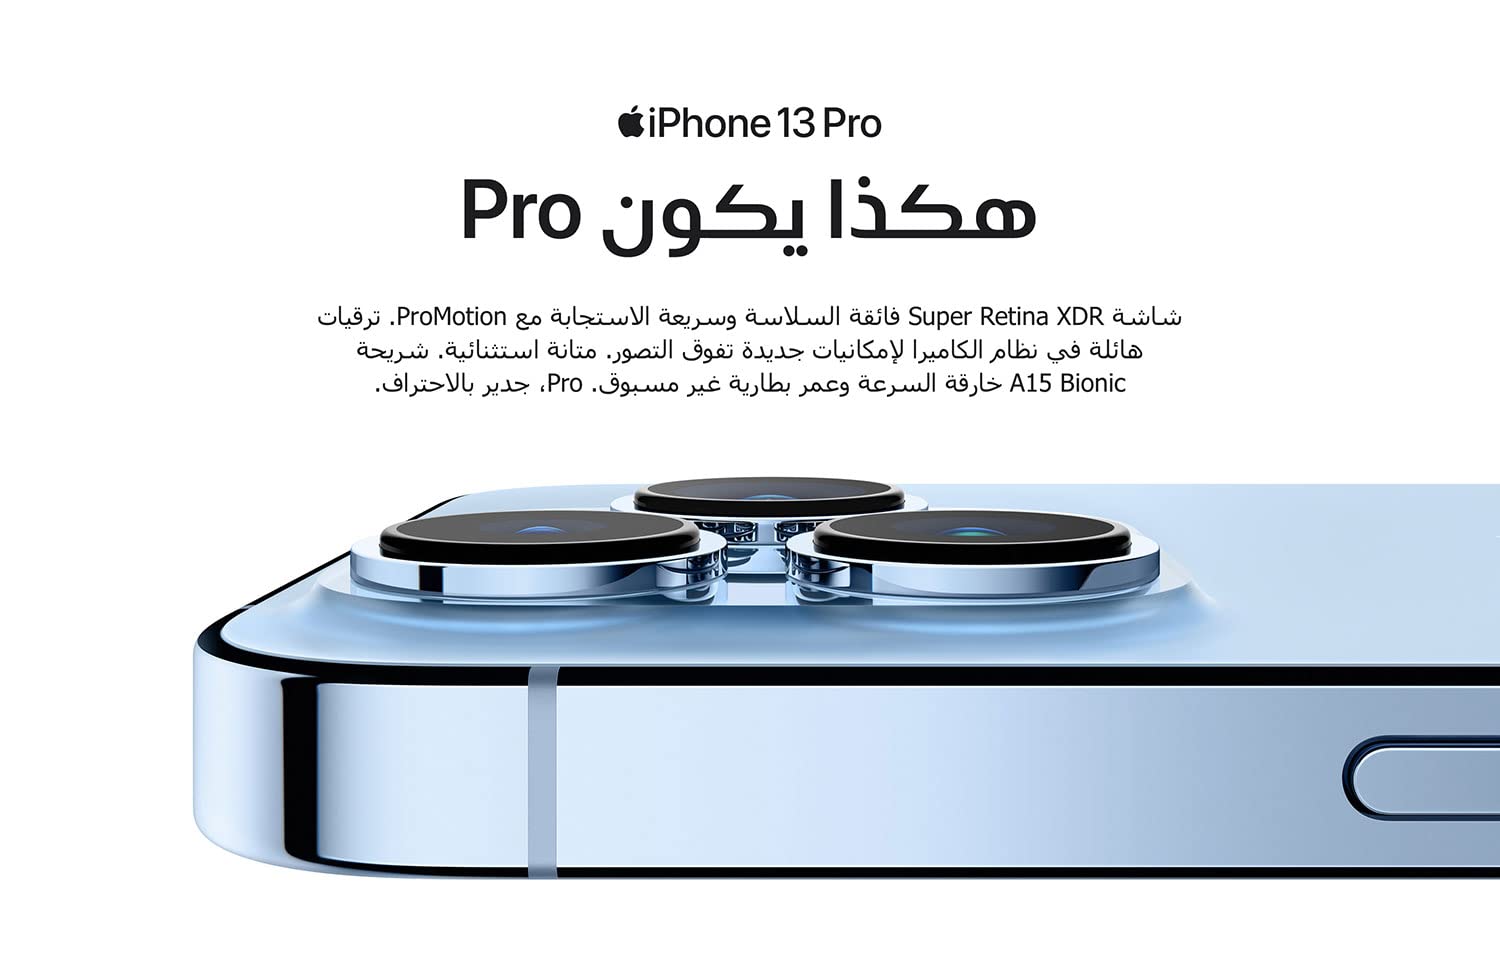 iPhone 13 Pro
هكذا يكون Pro
شاشة Super Retina XDR فائقة السلاسة وسريعة الاستجابة مع ProMotion. ترقيات
هائلة في نظام الكاميرا لإمكانيات جديدة تفوق التصور. متانة استثنائية. شريحة
A15 Bionic خارقة السرعة وعمر بطارية غير مسبوق. Pro، جدير بالاحتراف.